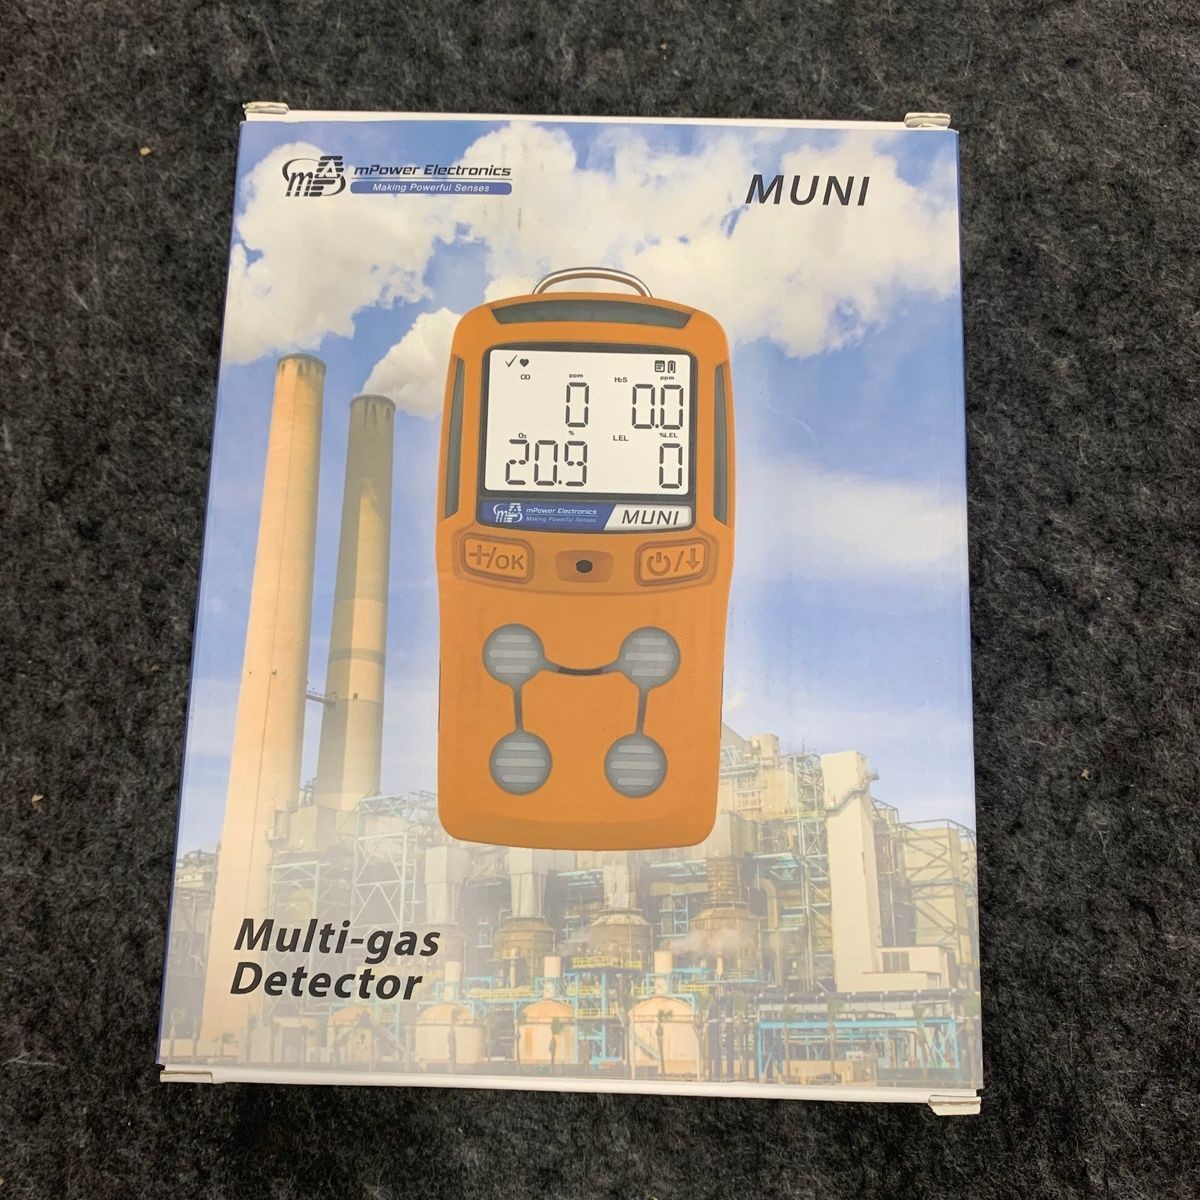 mPower Electronics
Making Powerful Senses
MUNI
CO ppm H₂S ppm
0 0.0
O₂ % LEL %LEL
20.9 0
mPower Electronics
Making Powerful Senses
MUNI
+/OK
Multi-gas
Detector